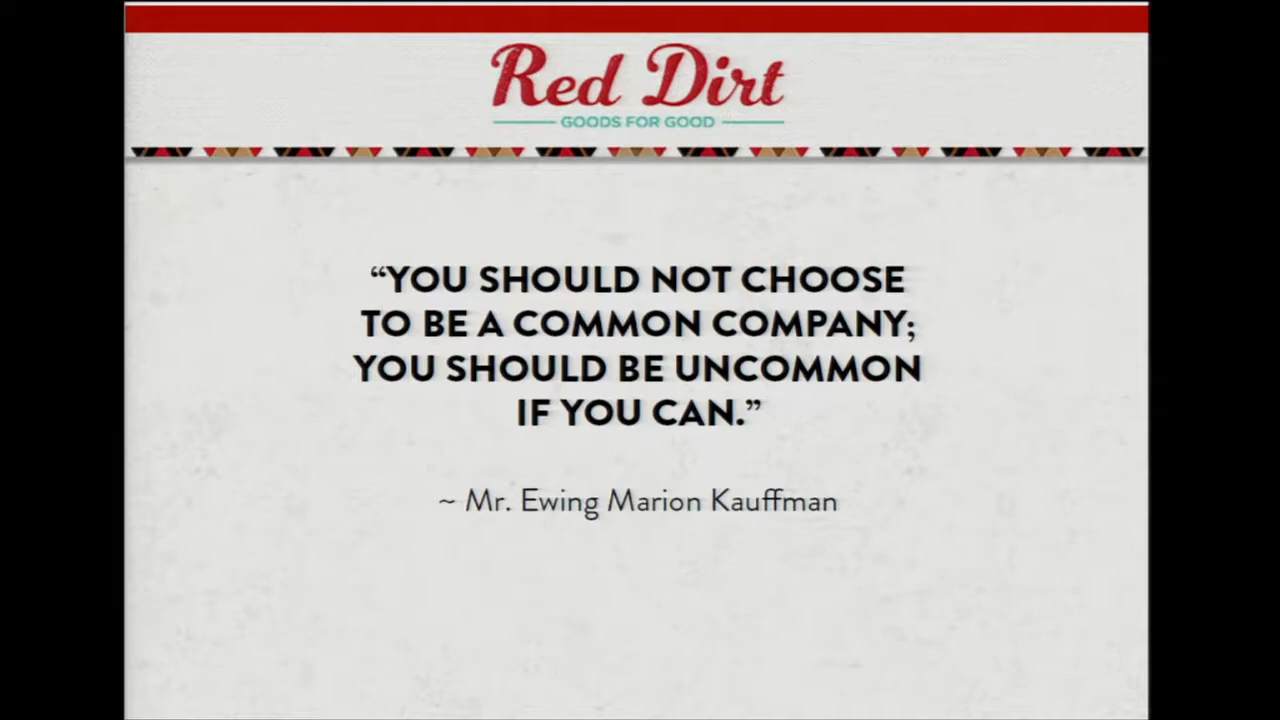 Red Dirt
GOODS FOR GOOD
“YOU SHOULD NOT CHOOSE
TO BE A COMMON COMPANY;
YOU SHOULD BE UNCOMMON
IF YOU CAN.”
~ Mr. Ewing Marion Kauffman